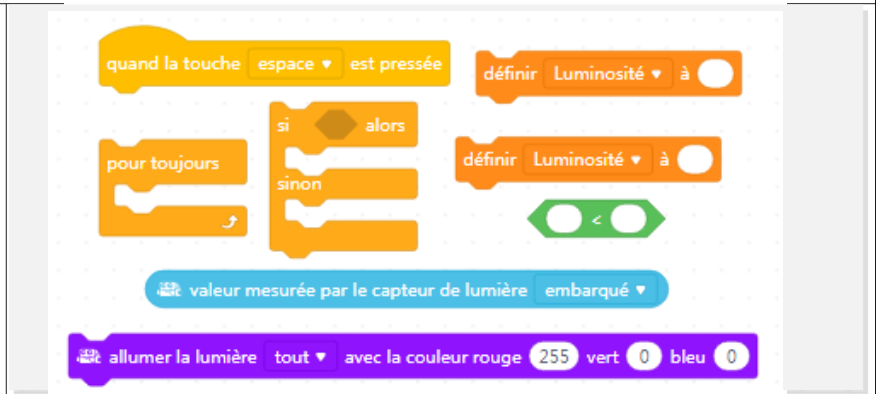 quand la touche espace est pressée
définir Luminosité à
si alors
pour toujours
sinon
définir Luminosité à
<
valeur mesurée par le capteur de lumière embarqué
allumer la lumière tout avec la couleur rouge 255 vert 0 bleu 0